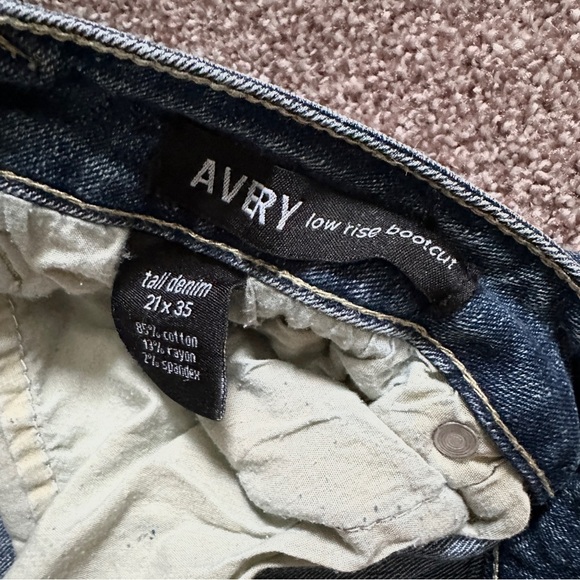 AVERY low rise bootcut
tall denim
21 x 35
85% cotton
13% rayon
2% spandex